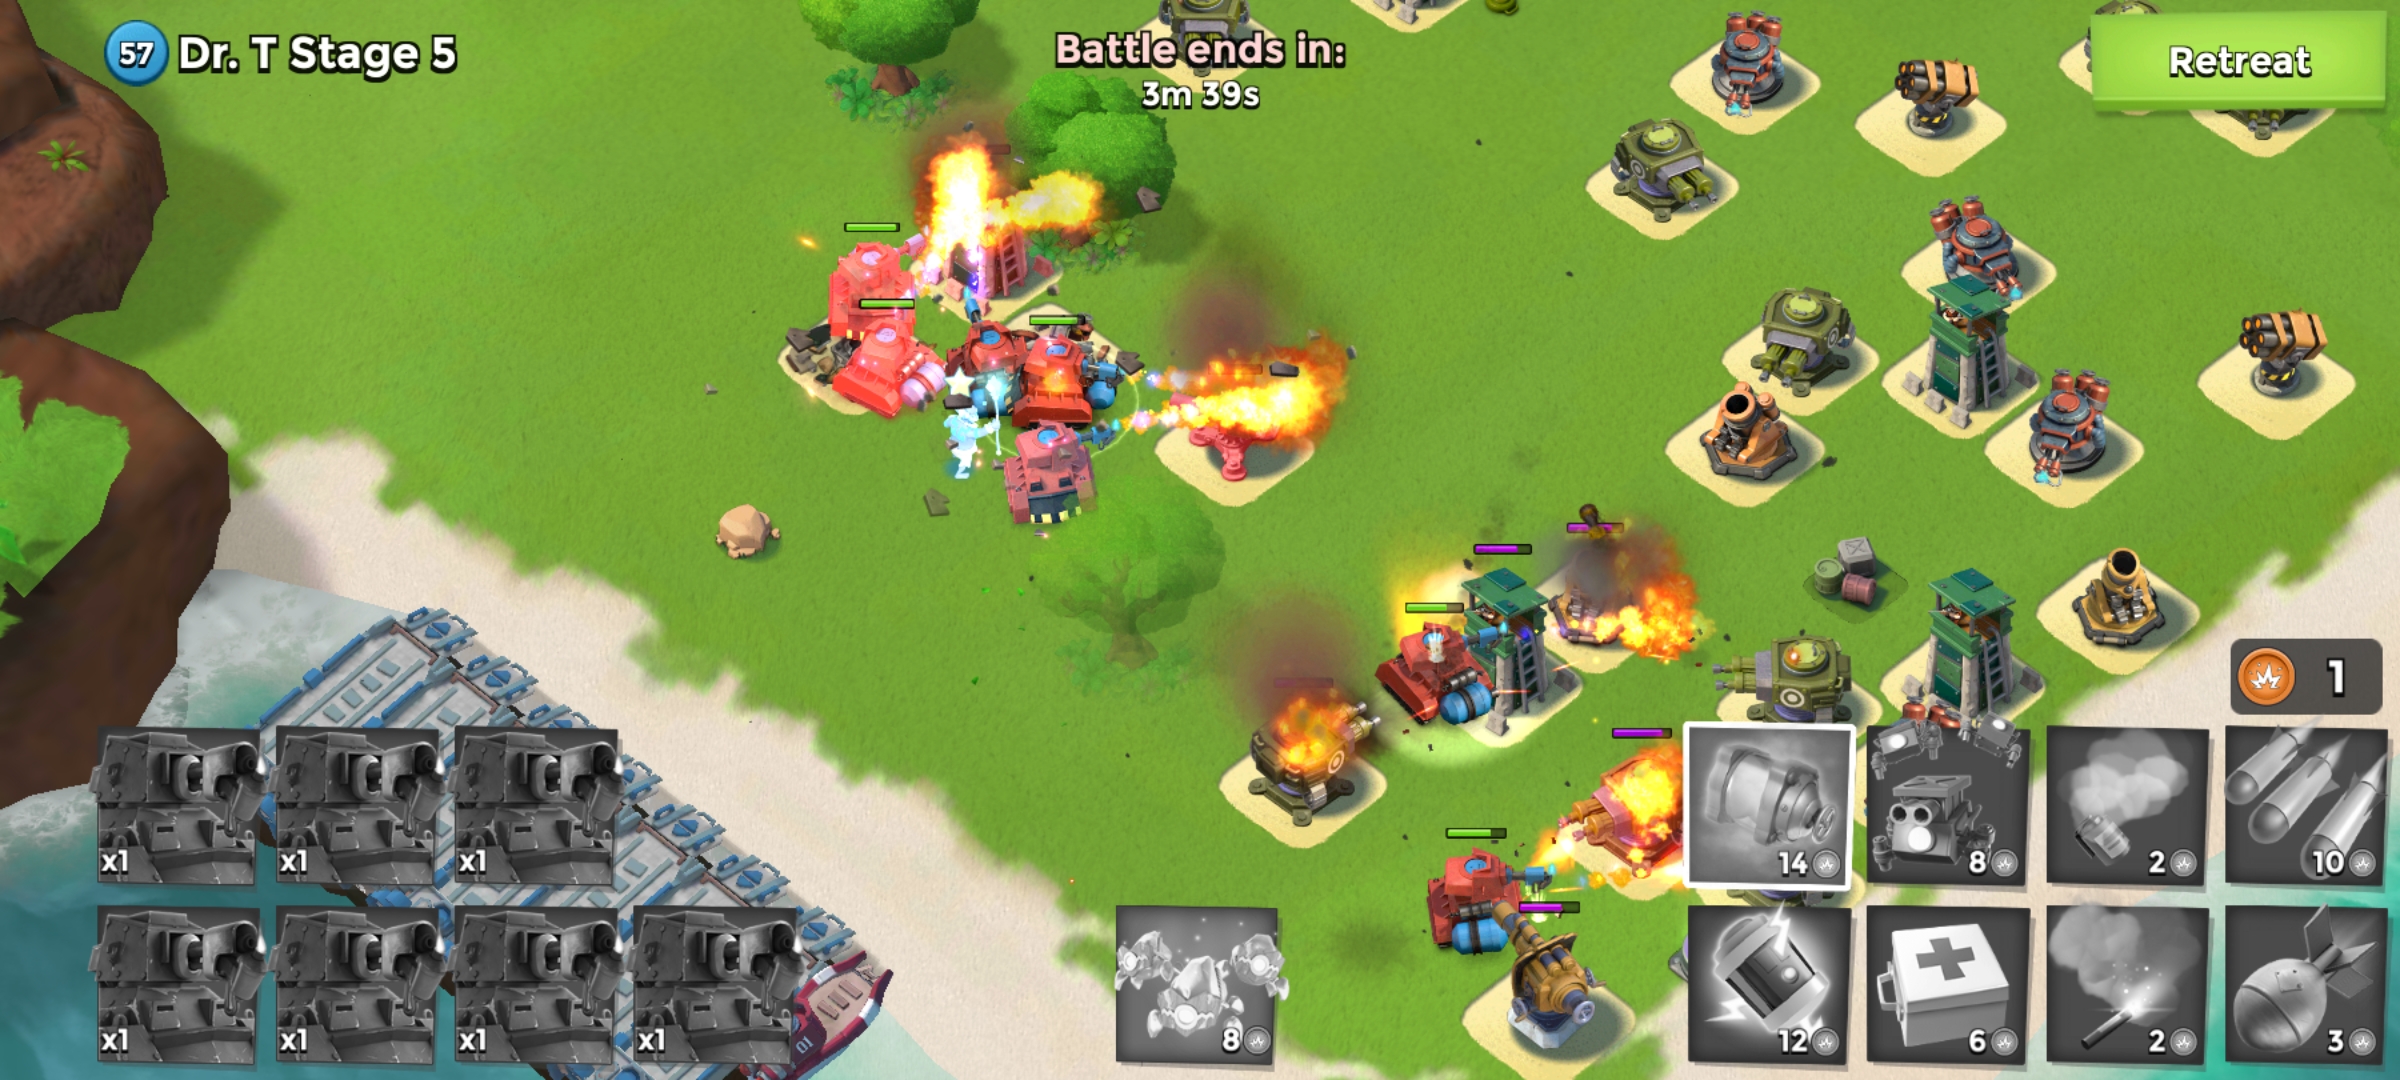 57 Dr. T Stage 5
Battle ends in:
3m 39s
Retreat
1
x1 x1 x1
14 8 2 10
x1 x1 x1 x1
8 12 6 2 3
01